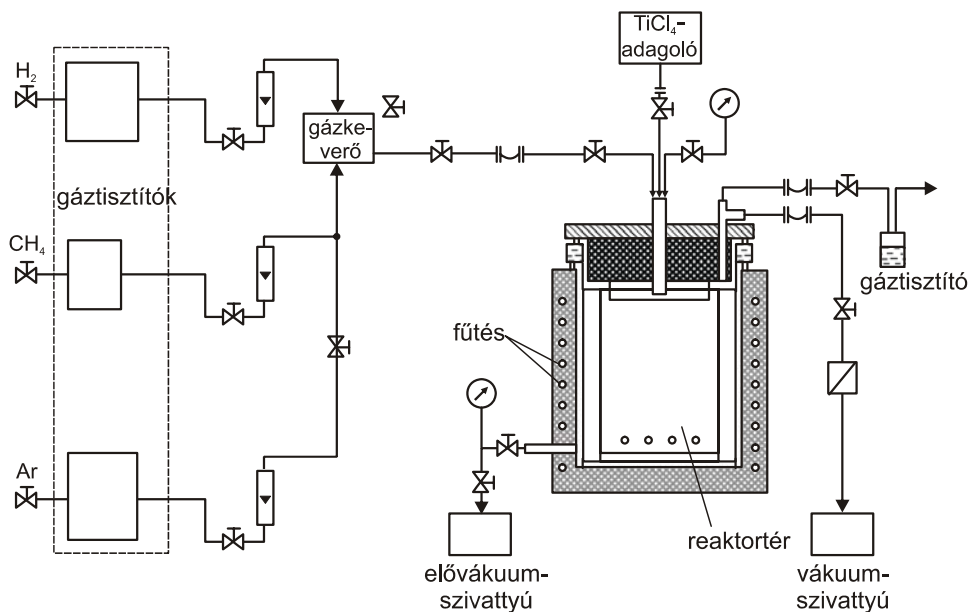 H₂
gáztisztítók
CH₄
Ar
gázke-
verő
TiCl₄-
adagoló
gáztisztító
fűtés
reaktortér
elővákuum-
szivattyú
vákuum-
szivattyú